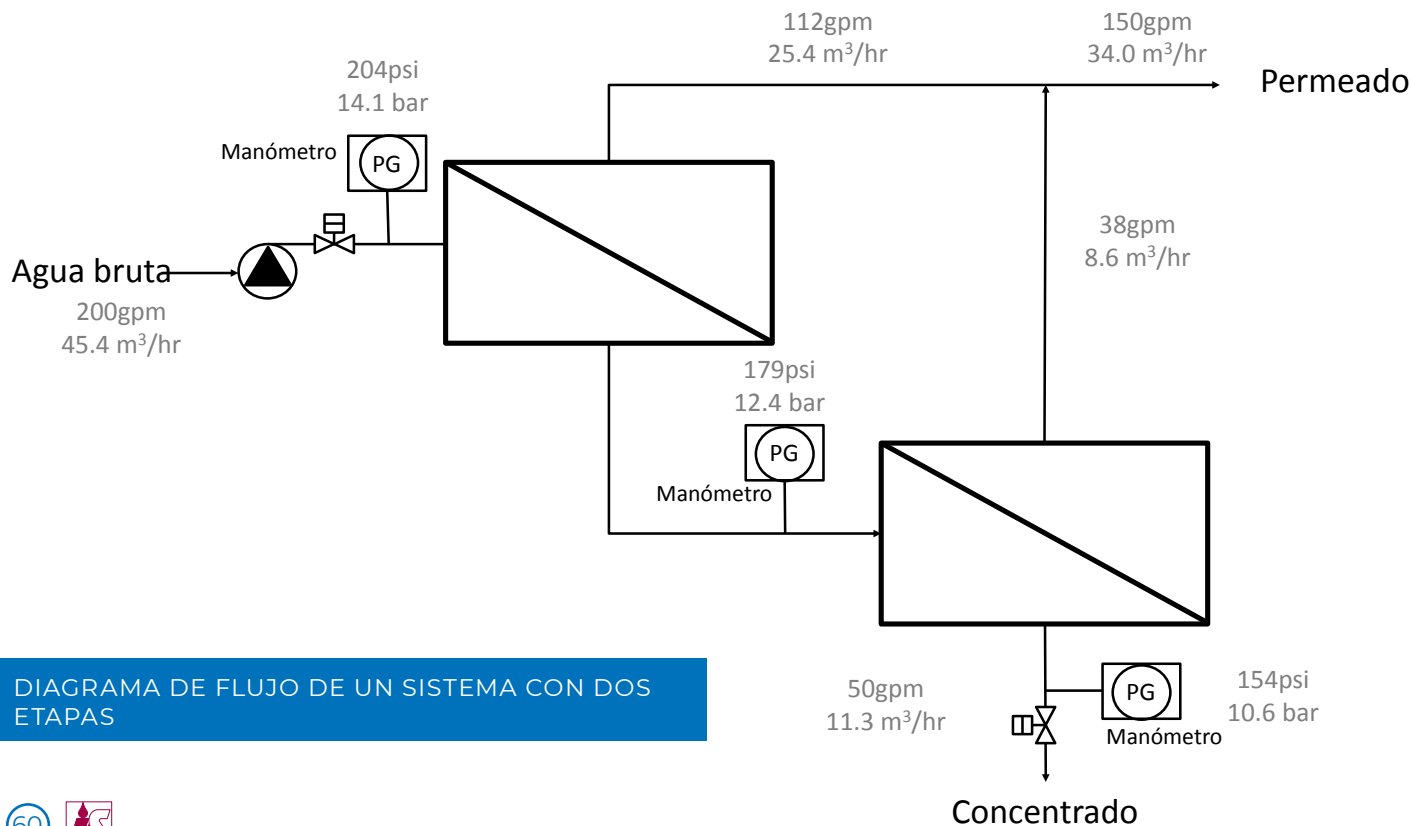 112gpm
25.4 m³/hr
150gpm
34.0 m³/hr
204psi
14.1 bar
Permeado
Manómetro
PG
Agua bruta
200gpm
45.4 m³/hr
38gpm
8.6 m³/hr
179psi
12.4 bar
PG
Manómetro
DIAGRAMA DE FLUJO DE UN SISTEMA CON DOS
ETAPAS
50gpm
11.3 m³/hr
PG
154psi
10.6 bar
Manómetro
Concentrado
60